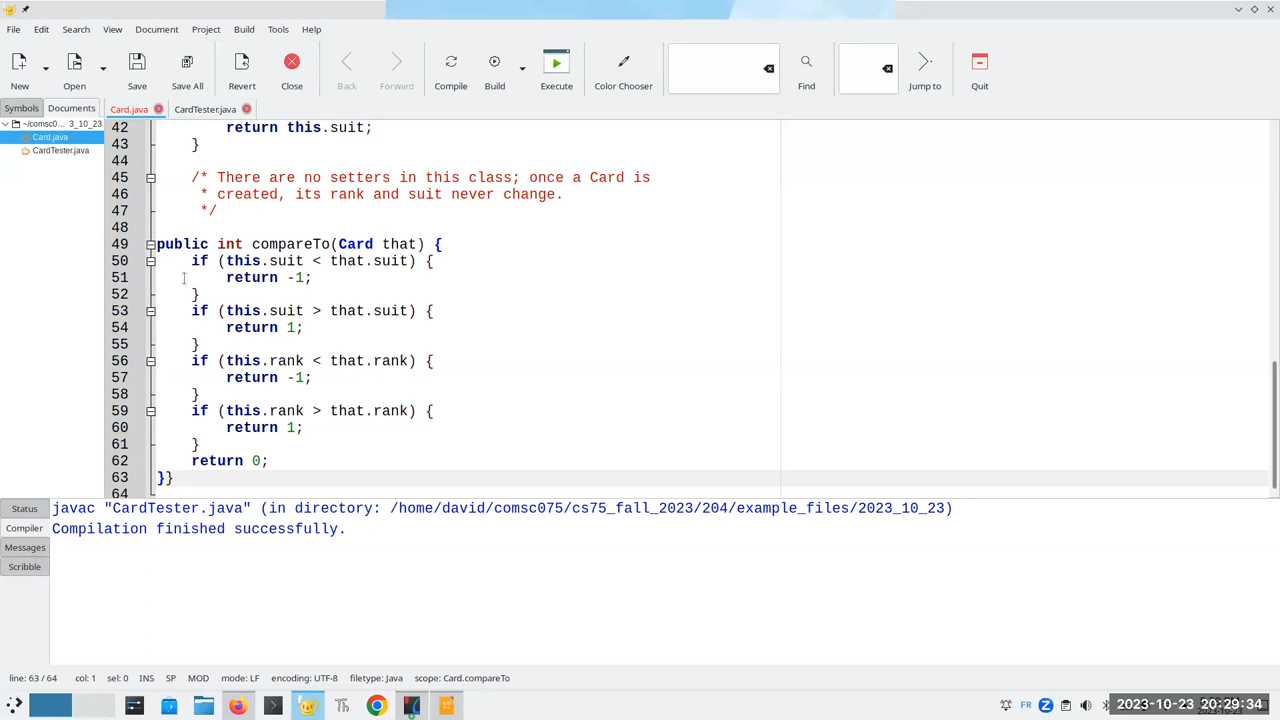 File Edit Search View Document Project Build Tools Help
New Open Save Save All Revert Close Back Forward Compile Build Execute Color Chooser Find Jump to Quit
Symbols Documents Card.java CardTester.java
~/comsc0... 3_10_23
Card.java
CardTester.java
42 return this.suit;
43 }
44
45 /* There are no setters in this class; once a Card is
46 * created, its rank and suit never change.
47 */
48
49 public int compareTo(Card that) {
50 if (this.suit < that.suit) {
51 return -1;
52 }
53 if (this.suit > that.suit) {
54 return 1;
55 }
56 if (this.rank < that.rank) {
57 return -1;
58 }
59 if (this.rank > that.rank) {
60 return 1;
61 }
62 return 0;
63 }}
64
Status
Compiler
Messages
Scribble
javac "CardTester.java" (in directory: /home/david/comsc075/cs75_fall_2023/204/example_files/2023_10_23)
Compilation finished successfully.
line: 63 / 64 col: 1 sel: 0 INS SP MOD mode: LF encoding: UTF-8 filetype: Java scope: Card.compareTo
FR 2023-10-23 20:29:34